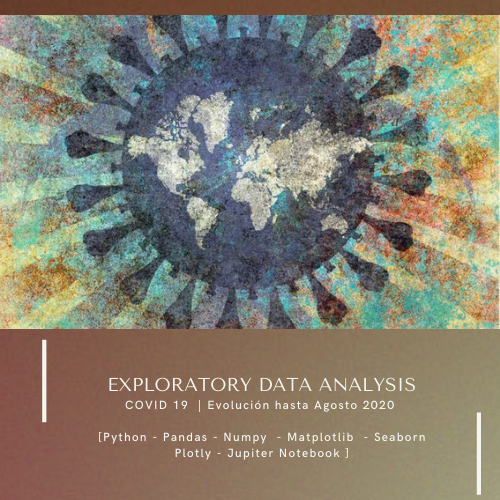 EXPLORATORY DATA ANALYSIS
COVID 19 | Evolución hasta Agosto 2020
[Python - Pandas - Numpy - Matplotlib - Seaborn
Plotly - Jupiter Notebook ]